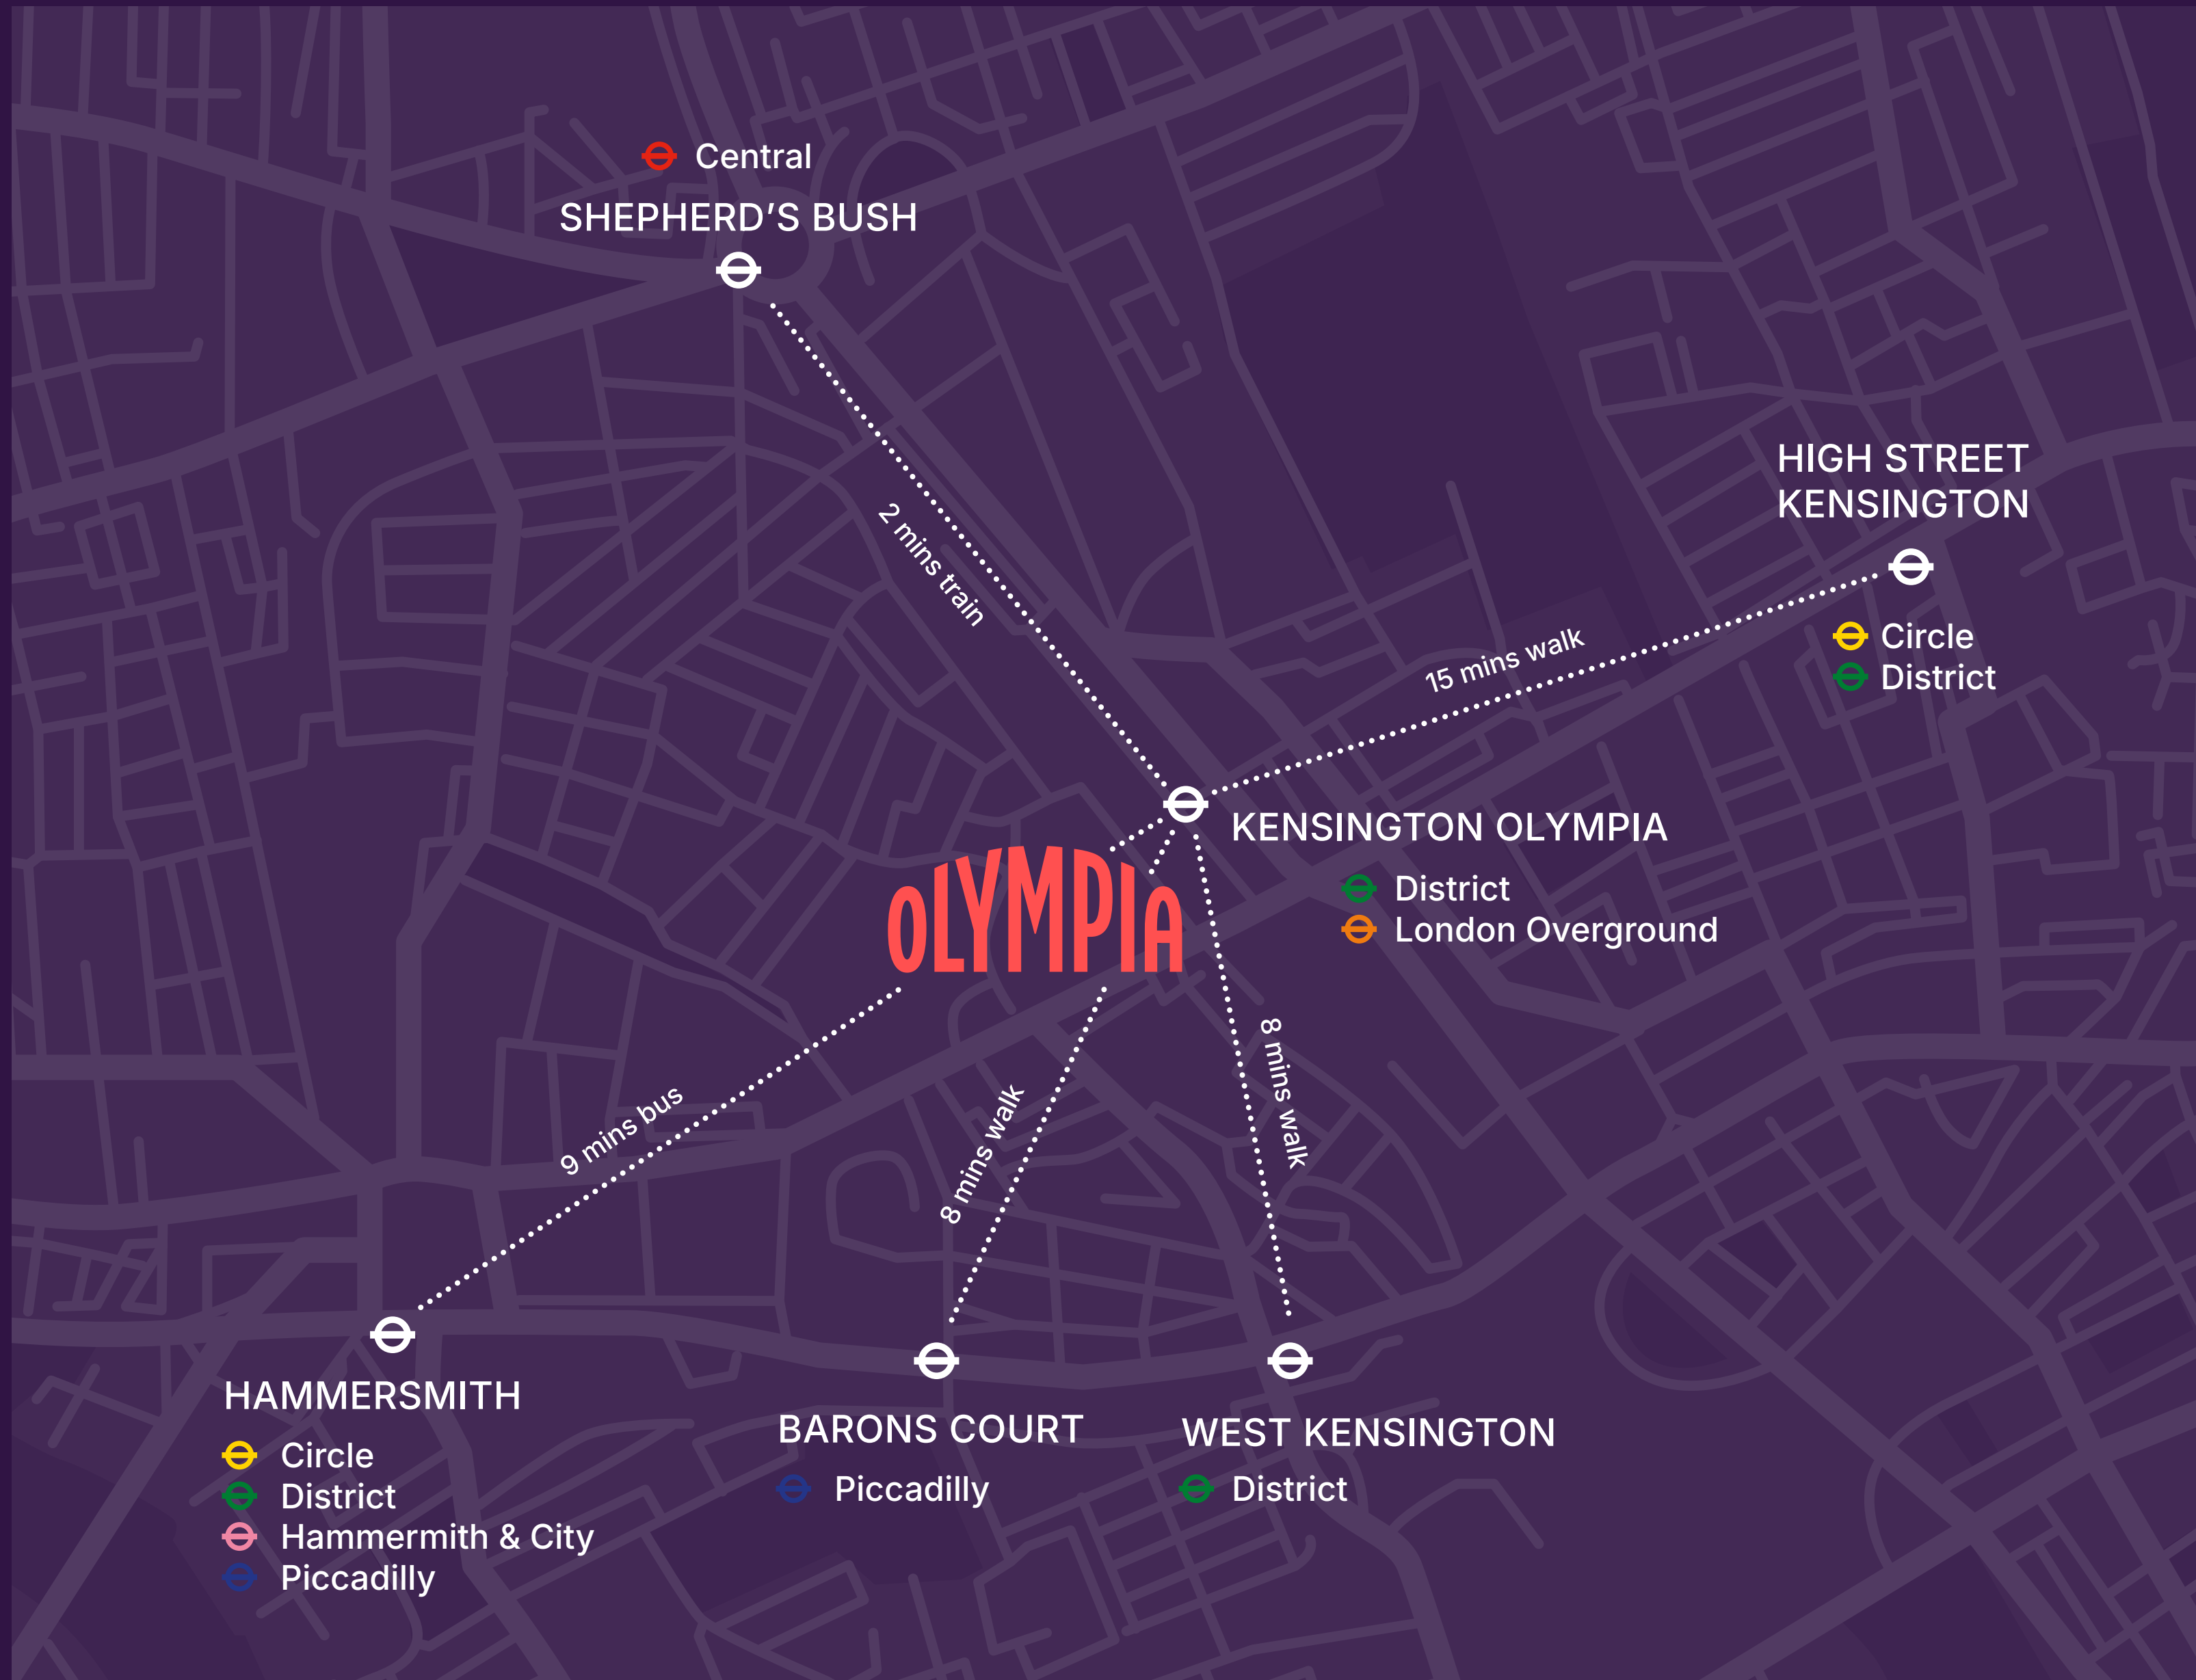 Central
SHEPHERD'S BUSH
2 mins train
HIGH STREET
KENSINGTON
Circle
District
15 mins walk
KENSINGTON OLYMPIA
District
London Overground
OLYMPIA
9 mins bus
8 mins walk
8 mins walk
HAMMERSMITH
Circle
District
Hammermith & City
Piccadilly
BARONS COURT
Piccadilly
WEST KENSINGTON
District